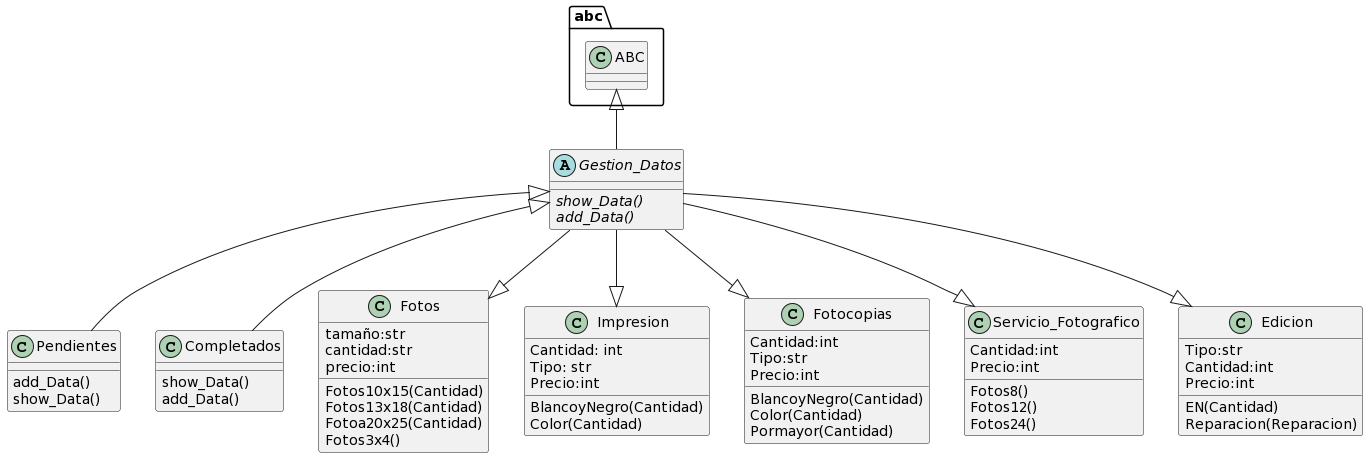 abc
C ABC
A Gestion_Datos
show_Data()
add_Data()
C Pendientes
add_Data()
show_Data()
C Completados
show_Data()
add_Data()
C Fotos
tamaño:str
cantidad:str
precio:int
Fotos10x15(Cantidad)
Fotos13x18(Cantidad)
Fotoa20x25(Cantidad)
Fotos3x4()
C Impresion
Cantidad: int
Tipo: str
Precio:int
BlancoyNegro(Cantidad)
Color(Cantidad)
C Fotocopias
Cantidad:int
Tipo:str
Precio:int
BlancoyNegro(Cantidad)
Color(Cantidad)
Pormayor(Cantidad)
C Servicio_Fotografico
Cantidad:int
Precio:int
Fotos8()
Fotos12()
Fotos24()
C Edicion
Tipo:str
Cantidad:int
Precio:int
EN(Cantidad)
Reparacion(Reparacion)